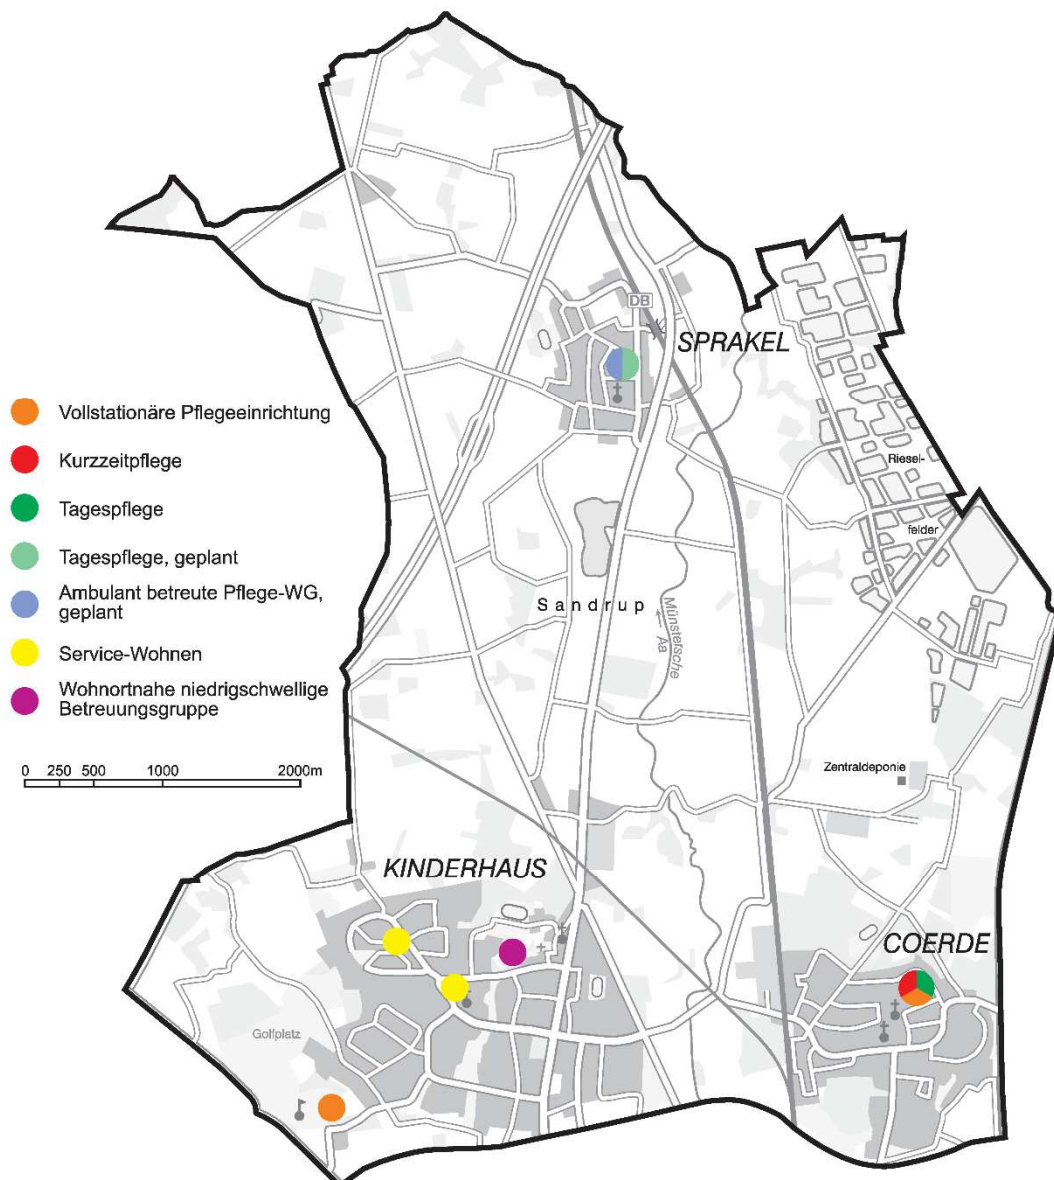 DB
SPRAKEL
Vollstationäre Pflegeeinrichtung
Kurzzeitpflege
Tagespflege
Tagespflege, geplant
Ambulant betreute Pflege-WG,
geplant
Service-Wohnen
Wohnortnahe niedrigschwellige
Betreuungsgruppe
0 250 500 1000 2000m
Riesel-
felder
Sandrup
Münstersche
Aa
Zentraldeponie
KINDERHAUS
COERDE
Golfplatz